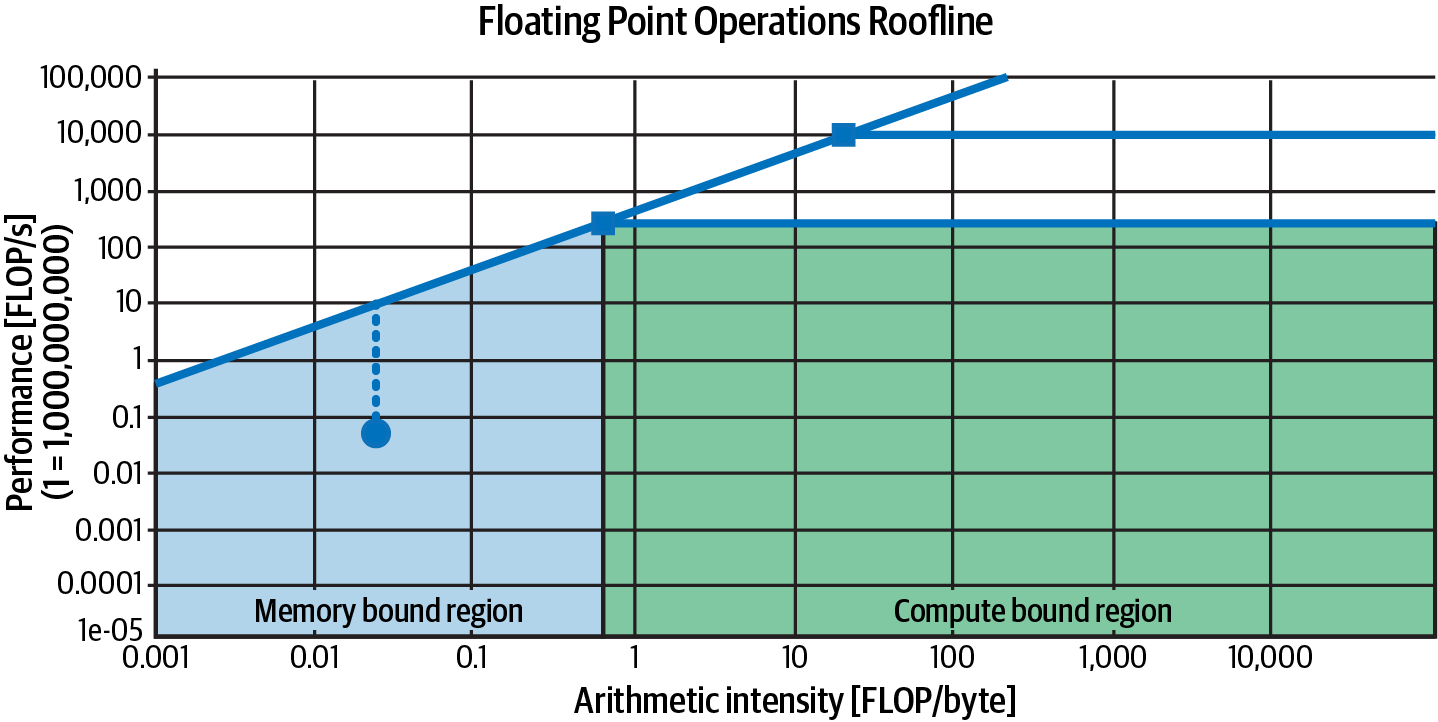 Floating Point Operations Roofline
100,000
10,000
1,000
100
10
1
0.1
0.01
0.001
0.0001
1e-05
Performance [FLOP/s]
(1 = 1,000,000,000)
Memory bound region
Compute bound region
0.001
0.01
0.1
1
10
100
1,000
10,000
Arithmetic intensity [FLOP/byte]